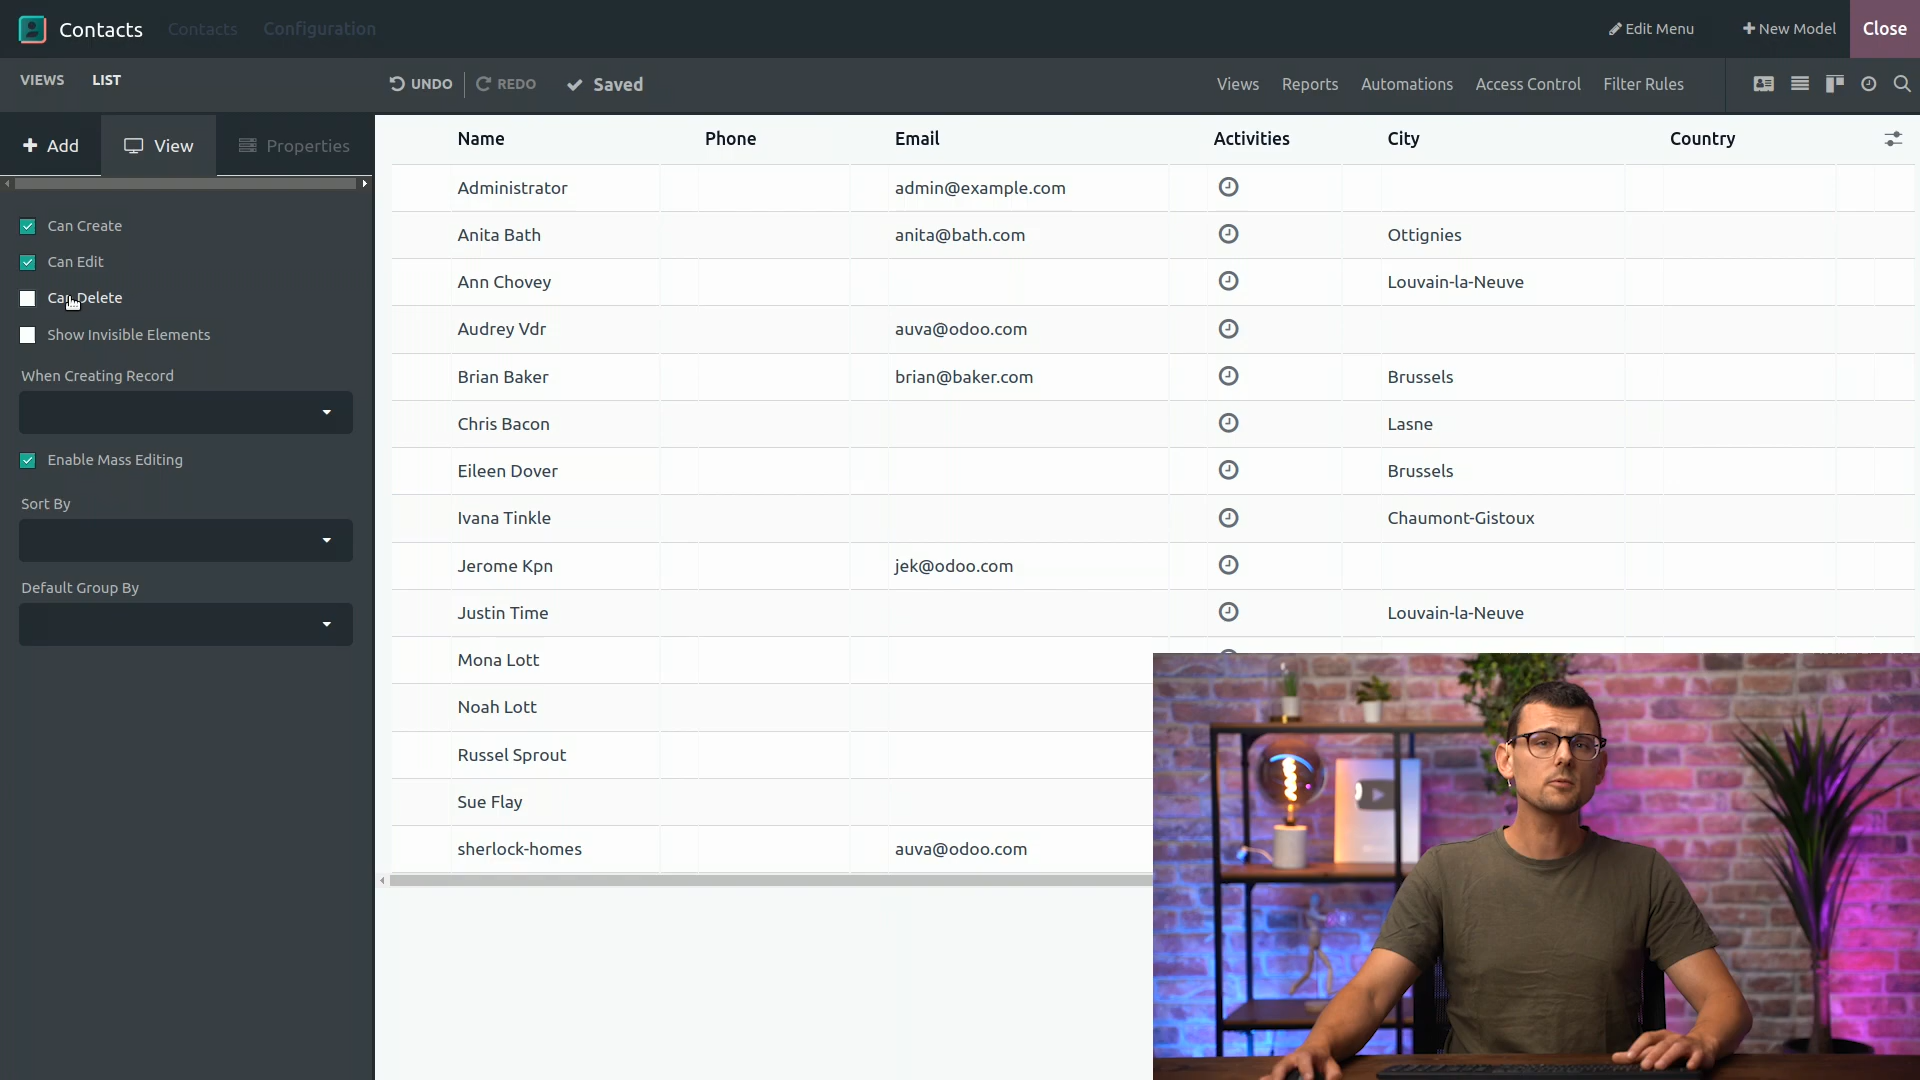 Contacts Contacts Configuration Edit Menu New Model Close
VIEWS LIST UNDO REDO Saved Views Reports Automations Access Control Filter Rules
Add View Properties
Name Phone Email Activities City Country
Administrator admin@example.com
Anita Bath anita@bath.com Ottignies
Ann Chovey Louvain-la-Neuve
Audrey Vdr auva@odoo.com
Brian Baker brian@baker.com Brussels
Chris Bacon Lasne
Eileen Dover Brussels
Ivana Tinkle Chaumont-Gistoux
Jerome Kpn jek@odoo.com
Justin Time Louvain-la-Neuve
Mona Lott
Noah Lott
Russel Sprout
Sue Flay
sherlock-homes auva@odoo.com
Can Create
Can Edit
Can Delete
Show Invisible Elements
When Creating Record
Enable Mass Editing
Sort By
Default Group By